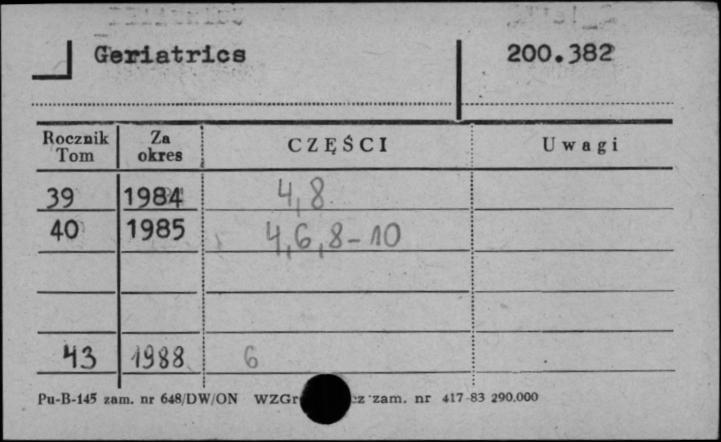 Geriatrics 200.382
Rocznik Tom Za okres CZĘŚCI Uwagi
39 1984 4,8
40 1985 4,6,8-10
43 1988 6
Pu-B-145 zam. nr 648/DW/ON WZGr zam. nr 417-83 290.000